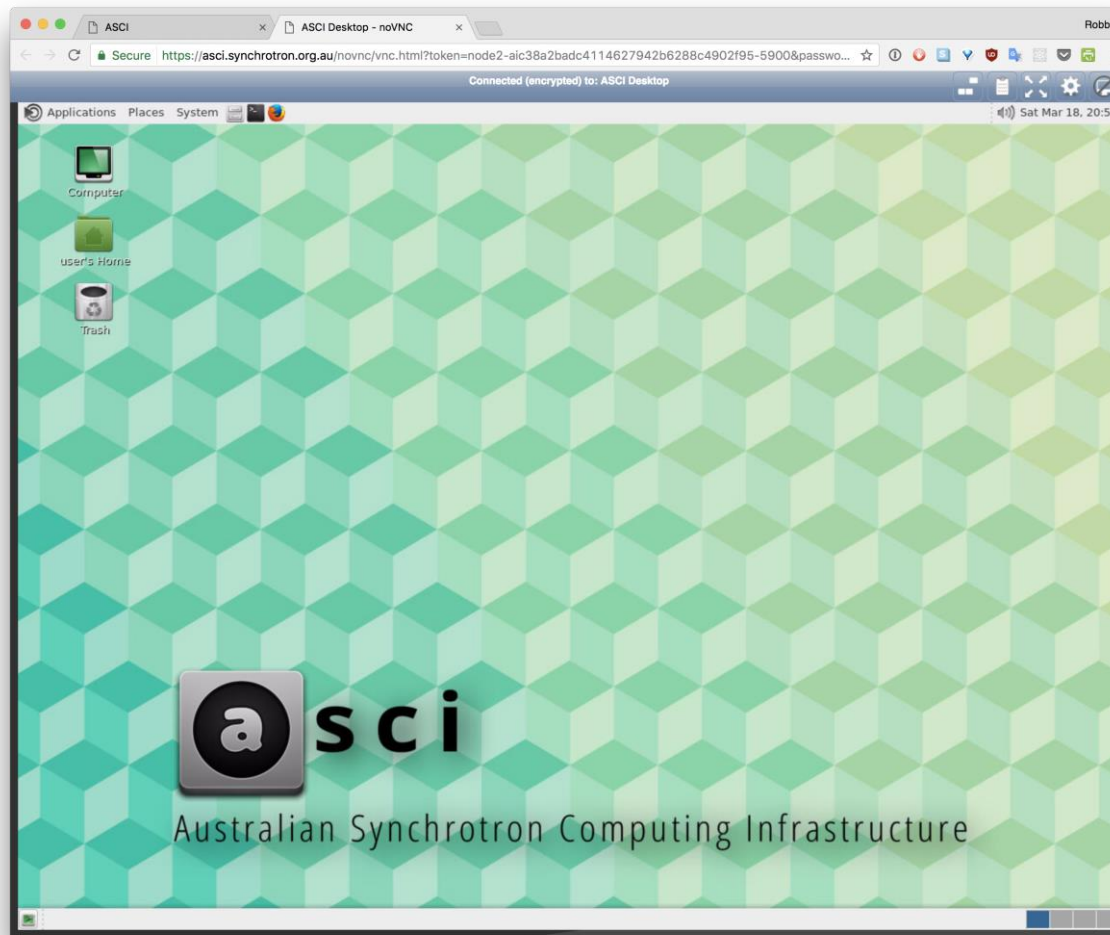 ASCI
ASCI Desktop - noVNC
Robb
Secure https://asci.synchrotron.org.au/novnc/vnc.html?token=node2-aic38a2badc4114627942b6288c4902f95-5900&passwo...
Connected (encrypted) to: ASCI Desktop
Applications Places System
Sat Mar 18, 20:5
Computer
user's Home
Trash
a sci
Australian Synchrotron Computing Infrastructure